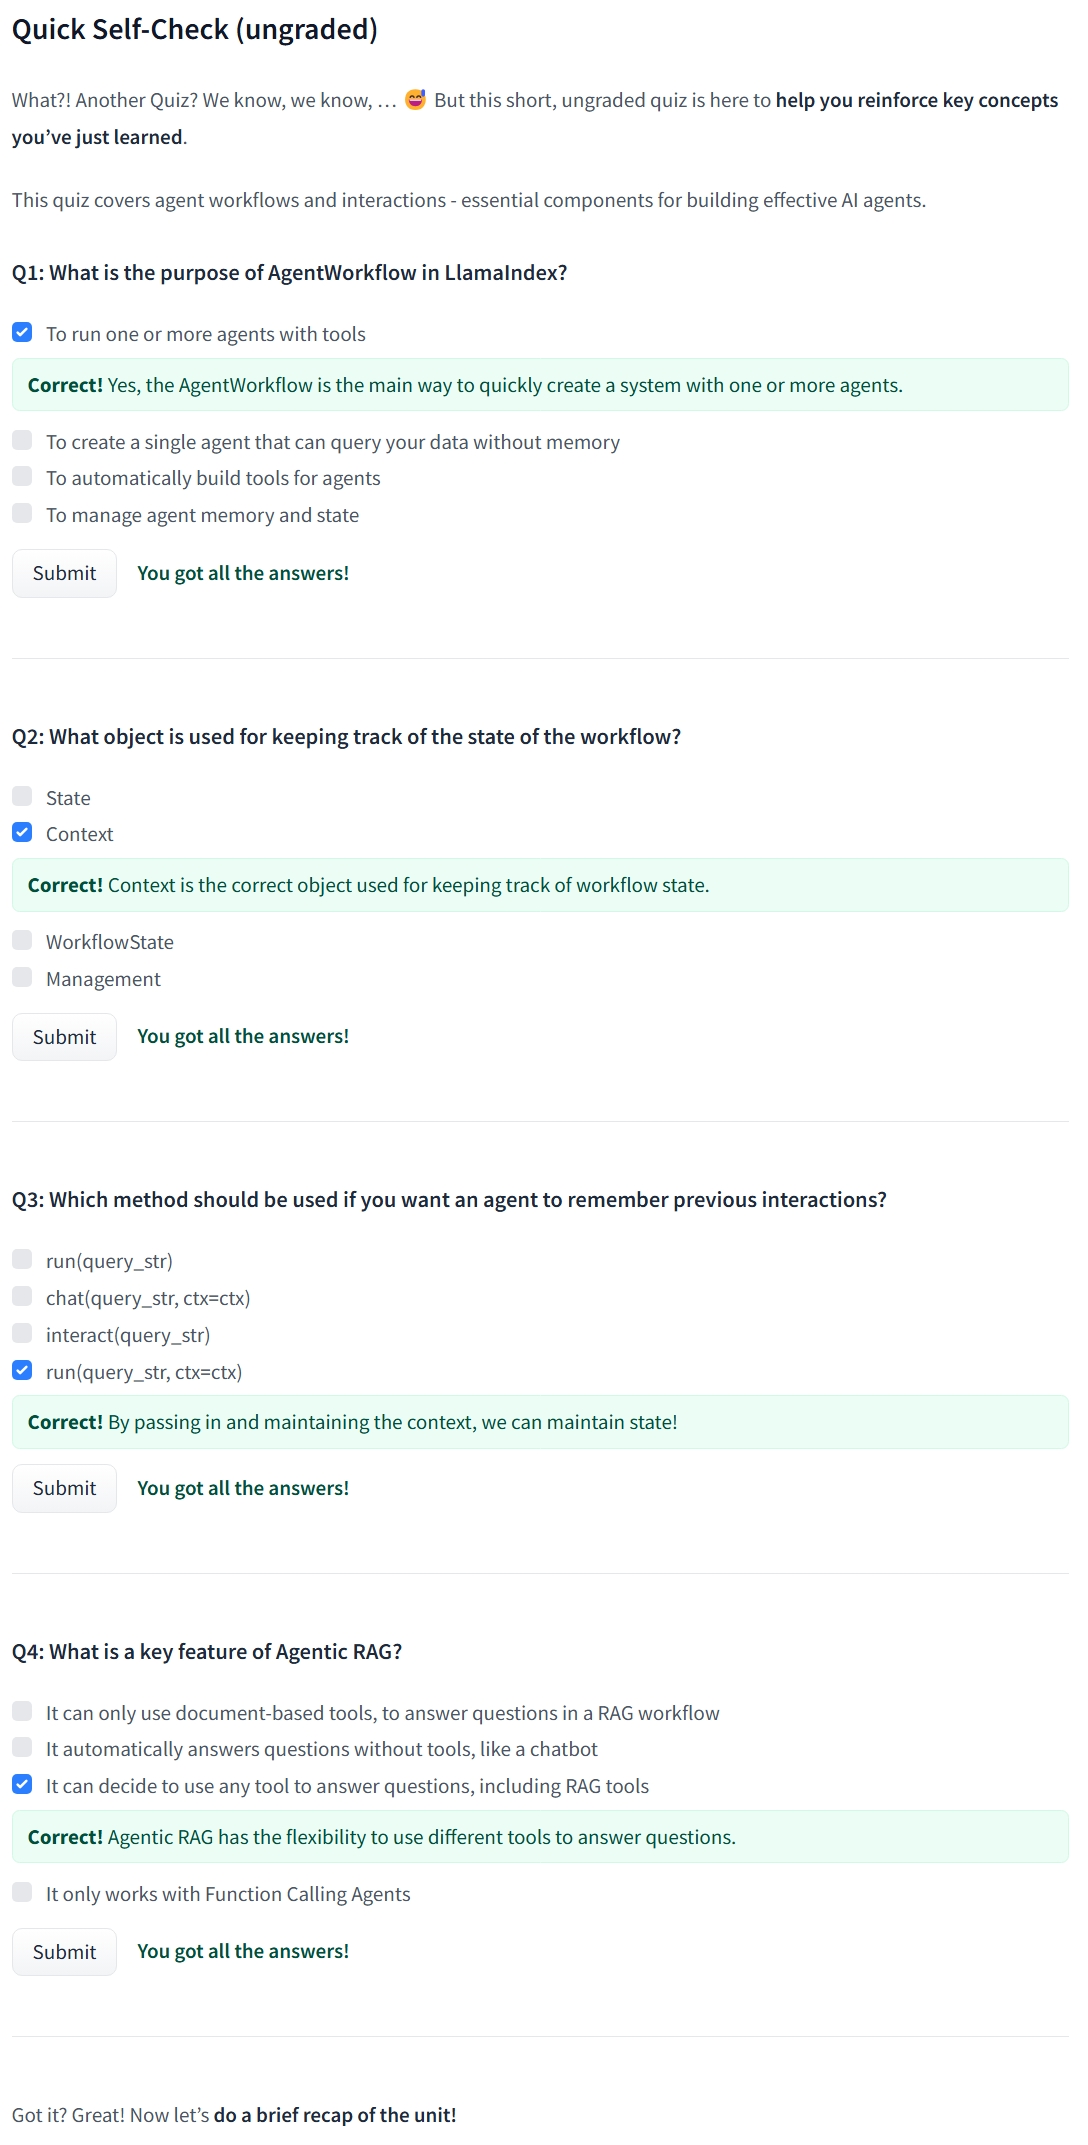 Quick Self-Check (ungraded)
What?! Another Quiz? We know, we know, … 😅 But this short, ungraded quiz is here to help you reinforce key concepts
you’ve just learned.
This quiz covers agent workflows and interactions - essential components for building effective AI agents.
Q1: What is the purpose of AgentWorkflow in LlamaIndex?
To run one or more agents with tools
Correct! Yes, the AgentWorkflow is the main way to quickly create a system with one or more agents.
To create a single agent that can query your data without memory
To automatically build tools for agents
To manage agent memory and state
Submit You got all the answers!
Q2: What object is used for keeping track of the state of the workflow?
State
Context
Correct! Context is the correct object used for keeping track of workflow state.
WorkflowState
Management
Submit You got all the answers!
Q3: Which method should be used if you want an agent to remember previous interactions?
run(query_str)
chat(query_str, ctx=ctx)
interact(query_str)
run(query_str, ctx=ctx)
Correct! By passing in and maintaining the context, we can maintain state!
Submit You got all the answers!
Q4: What is a key feature of Agentic RAG?
It can only use document-based tools, to answer questions in a RAG workflow
It automatically answers questions without tools, like a chatbot
It can decide to use any tool to answer questions, including RAG tools
Correct! Agentic RAG has the flexibility to use different tools to answer questions.
It only works with Function Calling Agents
Submit You got all the answers!
Got it? Great! Now let’s do a brief recap of the unit!